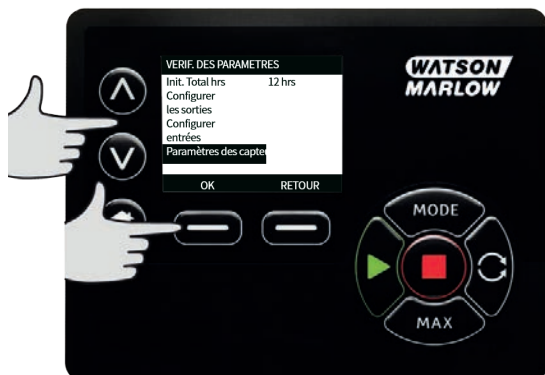 WATSON
MARLOW
VERIF. DES PARAMETRES
Init. Total hrs 12 hrs
Configurer
les sorties
Configurer
entrées
Paramètres des capte
OK RETOUR
MODE
MAX